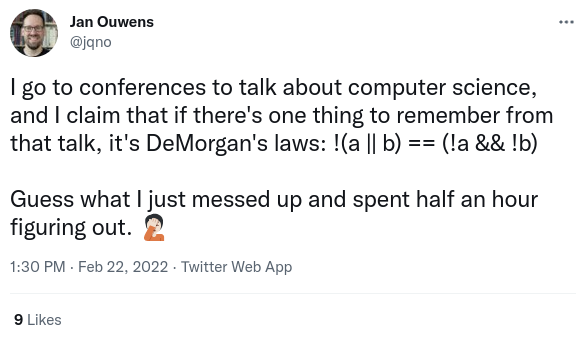 Jan Ouwens
@jqno
I go to conferences to talk about computer science,
and I claim that if there's one thing to remember from
that talk, it's DeMorgan's laws: !(a || b) == (!a && !b)
Guess what I just messed up and spent half an hour
figuring out. 🤦🏻
1:30 PM · Feb 22, 2022 · Twitter Web App
9 Likes